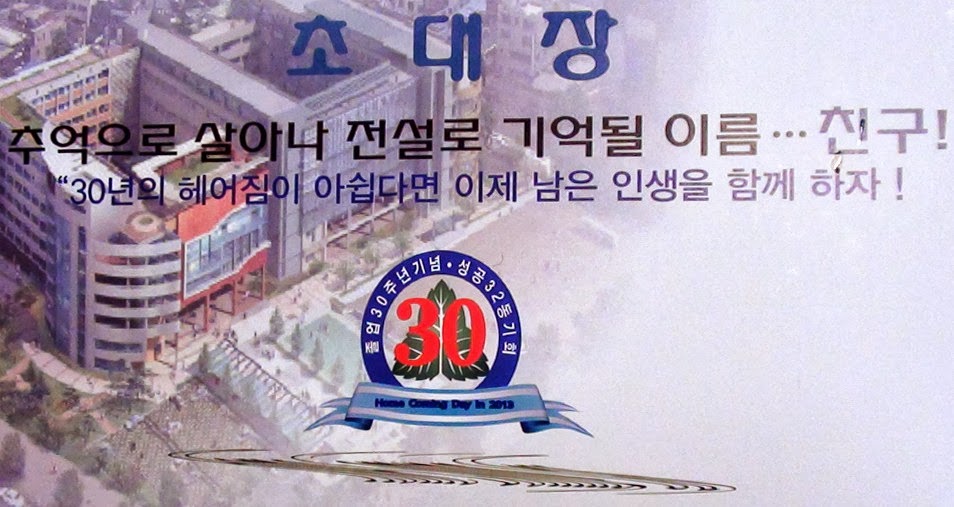 초대장
추억으로 살아나 전설로 기억될 이름 … 친구!
“30년의 헤어짐이 아쉽다면 이제 남은 인생을 함께 하자 !
졸업30주년기념 · 성공32동기회
30
Home Coming Day in 2013